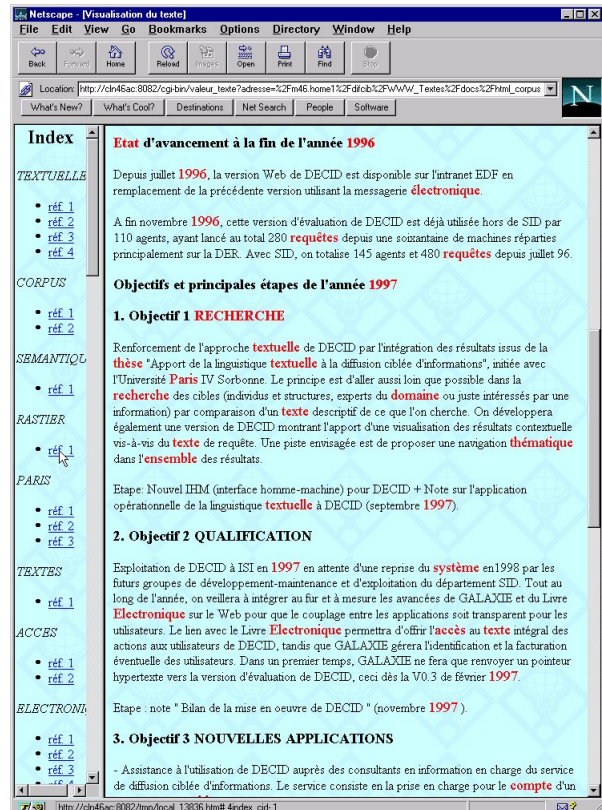 Netscape - [Visualisation du texte]
File Edit View Go Bookmarks Options Directory Window Help
Back Forward Home Reload Images Open Print Find Stop
Location: http://cln46ac:8082/cgi-bin/valeur_texte?adresse=%2Fm46.home1%2Fdifcib%2FWWW_Textes%2Fdocs%2Fhtml_corpus
N
What's New? What's Cool? Destinations Net Search People Software
Index
TEXTUELLE
réf. 1
réf. 2
réf. 3
réf. 4
CORPUS
réf. 1
réf. 2
SEMANTIQU
réf. 1
RASTIER
réf. 1
PARIS
réf. 1
réf. 2
réf. 3
TEXTES
réf. 1
ACCES
réf. 1
réf. 2
ELECTRONI
réf. 1
réf. 2
réf. 3
réf. 4
Etat d'avancement à la fin de l'année 1996
Depuis juillet 1996, la version Web de DECID est disponible sur l'intranet EDF en
remplacement de la précédente version utilisant la messagerie électronique.
A fin novembre 1996, cette version d'évaluation de DECID est déjà utilisée hors de SID par
110 agents, ayant lancé au total 280 requêtes depuis une soixantaine de machines réparties
principalement sur la DER. Avec SID, on totalise 145 agents et 480 requêtes depuis juillet 96.
Objectifs et principales étapes de l'année 1997
1. Objectif 1 RECHERCHE
Renforcement de l'approche textuelle de DECID par l'intégration des résultats issus de la
thèse "Apport de la linguistique textuelle à la diffusion ciblée d'informations", initiée avec
l'Université Paris IV Sorbonne. Le principe est d'aller aussi loin que possible dans la
recherche des cibles (individus et structures, experts du domaine ou juste intéressés par une
information) par comparaison d'un texte descriptif de ce que l'on cherche. On développera
également une version de DECID montrant l'apport d'une visualisation des résultats contextuelle
vis-à-vis du texte de requête. Une piste envisagée est de proposer une navigation thématique
dans l'ensemble des résultats.
Etape: Nouvel IHM (interface homme-machine) pour DECID + Note sur l'application
opérationnelle de la linguistique textuelle à DECID (septembre 1997).
2. Objectif 2 QUALIFICATION
Exploitation de DECID à ISI en 1997 en attente d'une reprise du système en1998 par les
futurs groupes de développement-maintenance et d'exploitation du département SID. Tout au
long de l'année, on veillera à intégrer au fur et à mesure les avancées de GALAXIE et du Livre
Electronique sur le Web pour que le couplage entre les applications soit transparent pour les
utilisateurs. Le lien avec le Livre Electronique permettra d'offrir l'accès au texte intégral des
actions aux utilisateurs de DECID, tandis que GALAXIE gérera l'identification et la facturation
éventuelle des utilisateurs. Dans un premier temps, GALAXIE ne fera que renvoyer un pointeur
hypertexte vers la version d'évaluation de DECID, ceci dès la V0.3 de février 1997.
Etape : note " Bilan de la mise en oeuvre de DECID " (novembre 1997 ).
3. Objectif 3 NOUVELLES APPLICATIONS
- Assistance à l'utilisation de DECID auprès des consultants en information en charge du service
de diffusion ciblée d'informations. Le service consiste en la prise en charge pour le compte d'un
http://cln46ac:8082/tmp/local_13836.htm#4index_cid-1